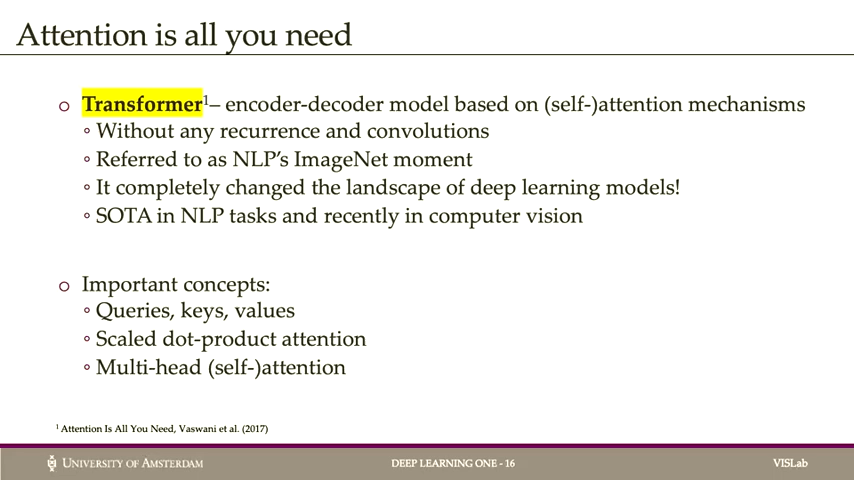 Attention is all you need
○ Transformer¹– encoder-decoder model based on (self-)attention mechanisms
◦ Without any recurrence and convolutions
◦ Referred to as NLP’s ImageNet moment
◦ It completely changed the landscape of deep learning models!
◦ SOTA in NLP tasks and recently in computer vision
○ Important concepts:
◦ Queries, keys, values
◦ Scaled dot-product attention
◦ Multi-head (self-)attention
¹ Attention Is All You Need, Vaswani et al. (2017)
UNIVERSITY OF AMSTERDAM
DEEP LEARNING ONE - 16
VISLab